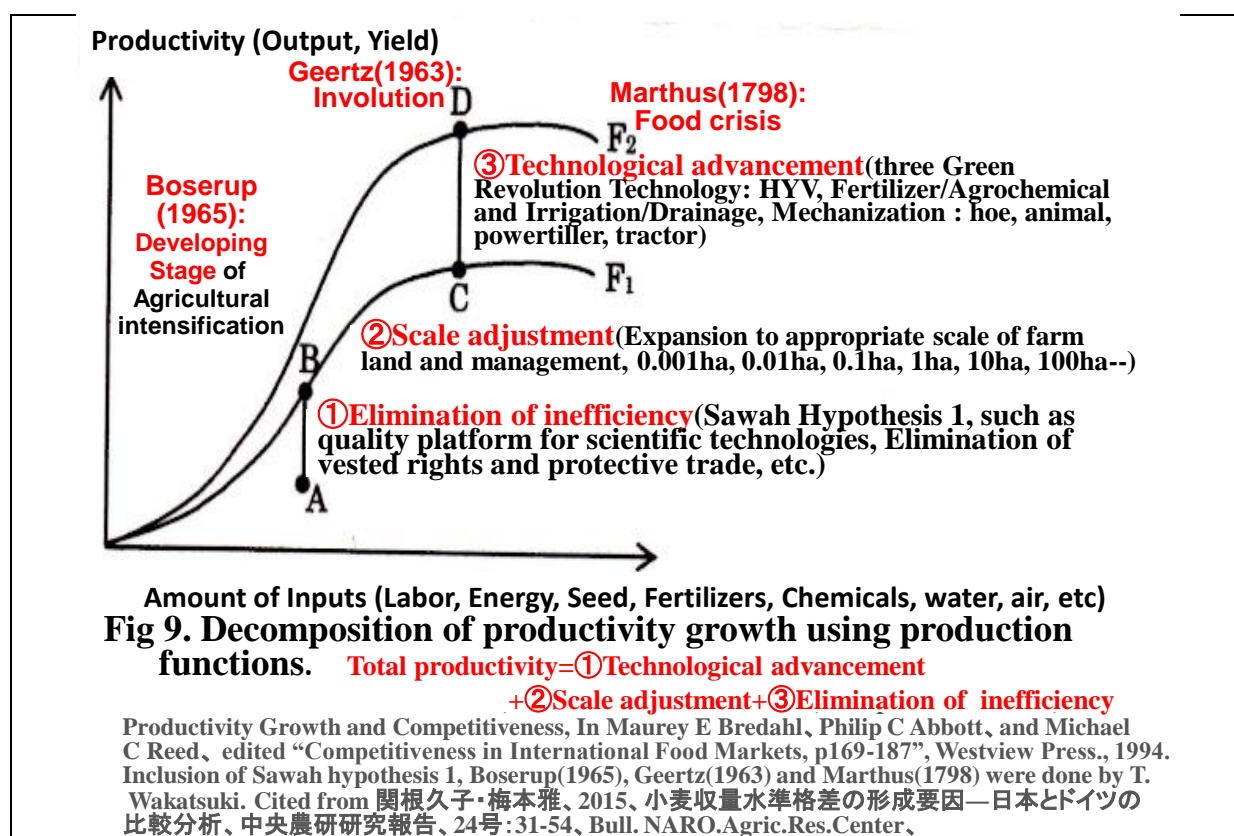 Productivity (Output, Yield)
Geertz(1963):
Involution
D
Marthus(1798):
Food crisis
F2
③Technological advancement(three Green
Revolution Technology: HYV, Fertilizer/Agrochemical
and Irrigation/Drainage, Mechanization : hoe, animal,
powertiller, tractor)
Boserup
(1965):
Developing
Stage of
Agricultural
intensification
F1
C
②Scale adjustment(Expansion to appropriate scale of farm
land and management, 0.001ha, 0.01ha, 0.1ha, 1ha, 10ha, 100ha--)
B
①Elimination of inefficiency(Sawah Hypothesis 1, such as
quality platform for scientific technologies, Elimination of
vested rights and protective trade, etc.)
A
Amount of Inputs (Labor, Energy, Seed, Fertilizers, Chemicals, water, air, etc)
Fig 9. Decomposition of productivity growth using production
functions. Total productivity=①Technological advancement
+②Scale adjustment+③Elimination of inefficiency
Productivity Growth and Competitiveness, In Maurey E Bredahl、Philip C Abbott、and Michael
C Reed、edited “Competitiveness in International Food Markets, p169-187”, Westview Press., 1994.
Inclusion of Sawah hypothesis 1, Boserup(1965), Geertz(1963) and Marthus(1798) were done by T.
Wakatsuki. Cited from 関根久子・梅本雅、2015、小麦収量水準格差の形成要因―日本とドイツの
比較分析、中央農研研究報告、24号：31-54、Bull. NARO.Agric.Res.Center、